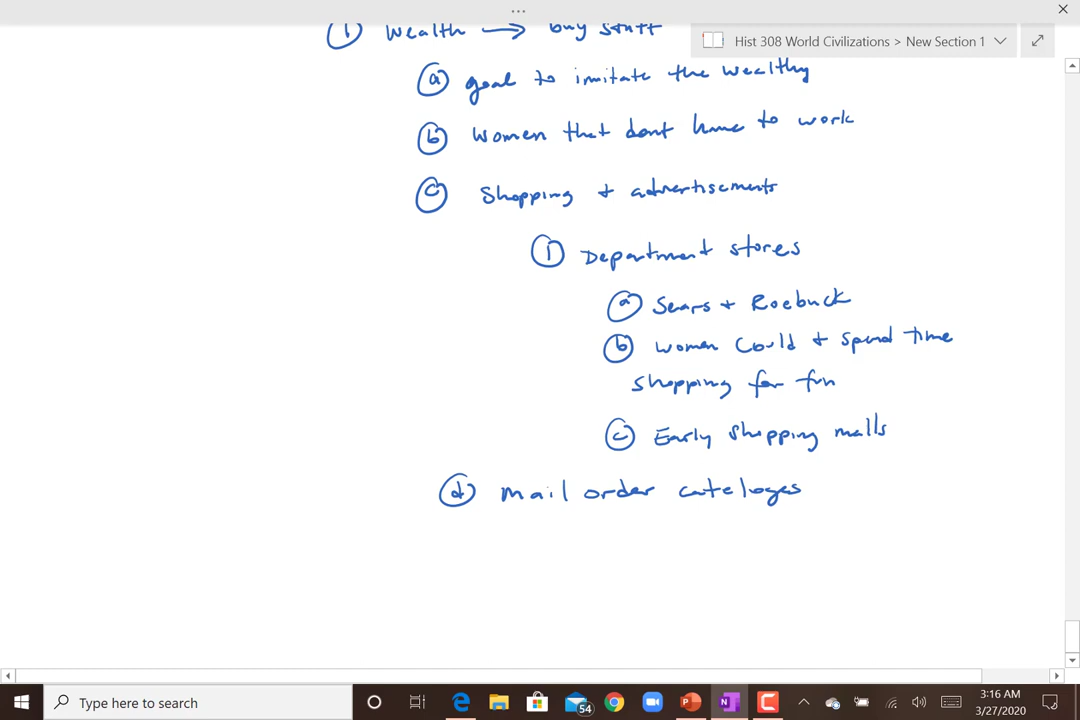 Hist 308 World Civilizations > New Section 1
① Wealth → buy stuff
ⓐ goal to imitate the wealthy
ⓑ Women that dont have to work
ⓒ Shopping + advertisements
① Department stores
ⓐ Sears + Roebuck
ⓑ women could + spend time
shopping for fun
ⓒ Early shopping malls
ⓓ mail order cateloges
Type here to search
54
3:16 AM
3/27/2020